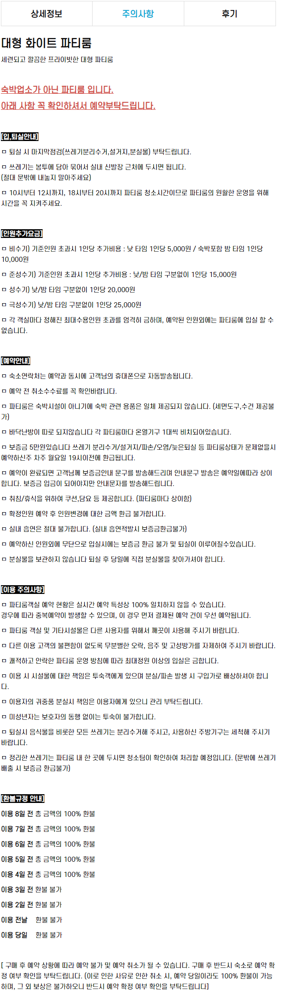 상세정보
주의사항
후기
대형 화이트 파티룸
세련되고 깔끔한 프라이빗한 대형 파티룸
숙박업소가 아닌 파티룸 입니다.
아래 사항 꼭 확인하셔서 예약부탁드립니다.
[입,퇴실안내]
ㅁ 퇴실 시 마지막점검(쓰레기분리수거,설거지,분실물) 부탁드립니다.
ㅁ 쓰레기는 봉투에 담아 묶어서 실내 신발장 근처에 두시면 됩니다.
(절대 문밖에 내놓지 말아주세요)
ㅁ 10시부터 12시까지, 18시부터 20시까지 파티룸 청소시간이므로 파티룸의 원활한 운영을 위해
시간을 꼭 지켜주세요.
[인원추가요금]
ㅁ 비수기) 기준인원 초과시 1인당 추가비용 : 낮 타임 1인당 5,000원 / 숙박포함 밤 타임 1인당
10,000원
ㅁ 준성수기) 기준인원 초과시 1인당 추가비용 : 낮/밤 타임 구분없이 1인당 15,000원
ㅁ 성수기) 낮/밤 타임 구분없이 1인당 20,000원
ㅁ 극성수기) 낮/밤 타임 구분없이 1인당 25,000원
ㅁ 각 객실마다 정해진 최대수용인원 초과를 엄격히 금하며, 예약된 인원외에는 파티룸에 입실 할 수
없습니다.
[예약안내]
ㅁ 숙소연락처는 예약과 동시에 고객님의 휴대폰으로 자동발송됩니다.
ㅁ 예약 전 취소수수료를 꼭 확인바랍니다.
ㅁ 파티룸은 숙박시설이 아니기에 숙박 관련 용품은 일체 제공되지 않습니다. (세면도구,수건 제공불
가)
ㅁ 바닥난방이 따로 되지않습니다 각 파티룸마다 온열기구 1대씩 비치되어있습니다.
ㅁ 보증금 5만원있습니다 쓰레기 분리수거/설거지/파손/오염/늦은퇴실 등 파티룸상태가 문제없을시
예약하신주 차주 월요일 19시이전에 환급됩니다.
ㅁ 예약이 완료되면 고객님께 보증금안내 문구를 발송해드리며 안내문구 발송은 예약일에따라 상이
합니다. 보증금 입금이 되어야지만 안내문자를 발송해드립니다.
ㅁ 취침/휴식을 위하여 쿠션,담요 등 제공합니다. (파티룸마다 상이함)
ㅁ 확정인원 예약 후 인원변경에 대한 금액 환급 불가합니다.
ㅁ 실내 흡연은 절대 불가합니다. (실내 흡연적발시 보증금환급불가)
ㅁ 예약하신 인원외에 무단으로 입실시에는 보증금 환금 불가 및 퇴실이 이루어질수있습니다.
ㅁ 분실물을 보관하지 않습니다 퇴실 후 당일에 직접 분실물을 찾아가셔야 합니다.
[이용 주의사항]
ㅁ 파티룸객실 예약 현황은 실시간 예약 특성상 100% 일치하지 않을 수 있습니다.
경우에 따라 중복예약이 발생할 수 있으며, 이 경우 먼저 결제된 예약 건이 우선 예약됩니다.
ㅁ 파티룸 객실 및 기타시설물은 다른 사용자를 위해서 깨끗이 사용해 주시기 바랍니다.
ㅁ 다른 이용 고객의 불편함이 없도록 무분별한 오락, 음주 및 고성방가를 자제하여 주시기 바랍니다.
ㅁ 쾌적하고 안락한 파티룸 운영 방침에 따라 최대정원 이상의 입실은 금합니다.
ㅁ 이용 시 시설물에 대한 책임은 투숙객에게 있으며 분실/파손 발생 시 구입가로 배상하셔야 합니
다.
ㅁ 이용자의 귀중품 분실시 책임은 이용자에게 있으니 관리 부탁드립니다.
ㅁ 미성년자는 보호자의 동행 없이는 투숙이 불가합니다.
ㅁ 퇴실시 음식물을 비롯한 모든 쓰레기는 분리수거해 주시고, 사용하신 주방기구는 세척해 주시기
바랍니다.
ㅁ 정리한 쓰레기는 파티룸 내 한 곳에 두시면 청소팀이 확인하여 처리할 예정입니다. (문밖에 쓰레기
배출 시 보증금 환급불가)
[환불규정 안내]
이용 8일 전 총 금액의 100% 환불
이용 7일 전 총 금액의 100% 환불
이용 6일 전 총 금액의 100% 환불
이용 5일 전 총 금액의 100% 환불
이용 4일 전 총 금액의 100% 환불
이용 3일 전 환불 불가
이용 2일 전 환불 불가
이용 전날 환불 불가
이용 당일 환불 불가
[ 구매 후 예약 상황에 따라 예약 불가 및 예약 취소가 될 수 있습니다. 구매 후 반드시 숙소로 예약 확
정 여부 확인을 부탁드립니다. (이로 인한 사유로 인한 취소 시, 예약 당일이라도 100% 환불이 가능
하며, 그 외 보상은 불가하오니 반드시 예약 확정 여부 확인을 부탁드립니다]